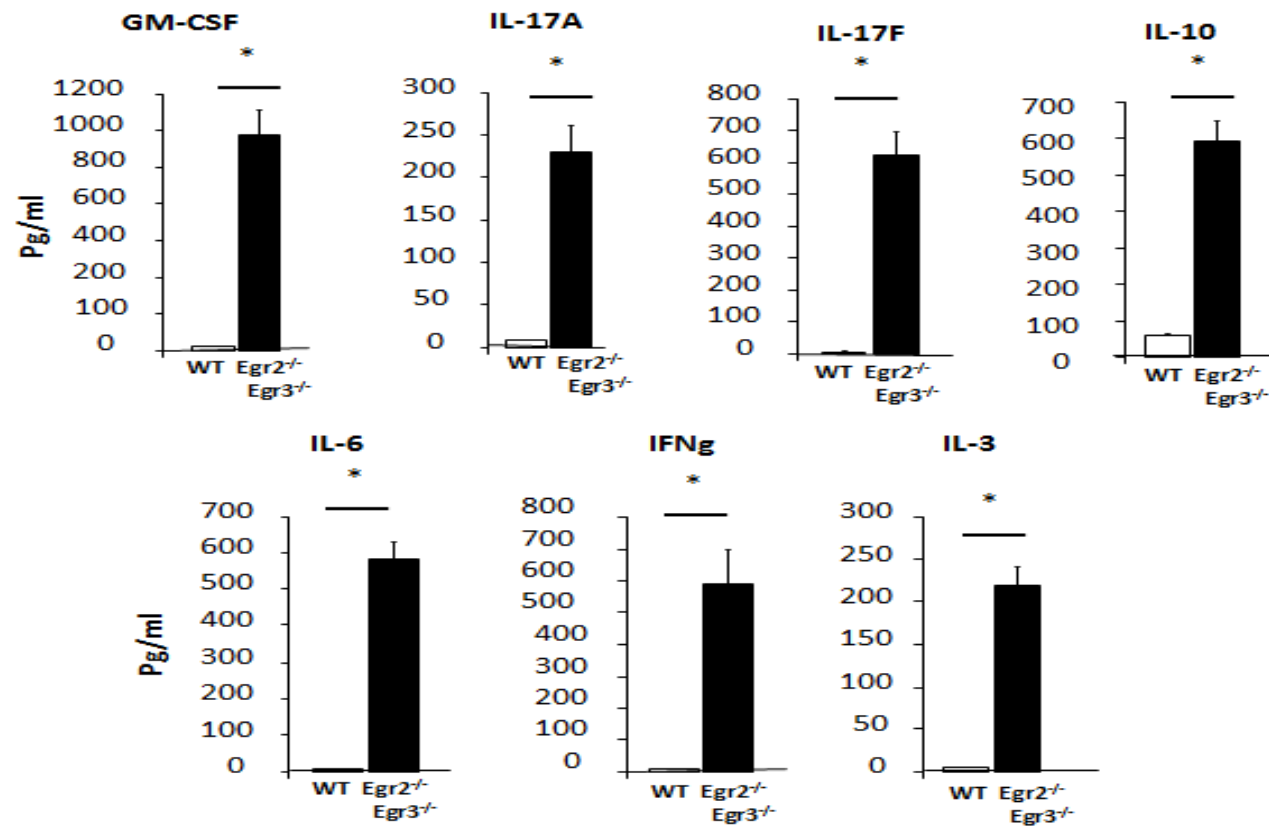 GM-CSF
*
Pg/ml
1200
1000
800
600
400
200
100
0
WT Egr2-/-
Egr3-/-
IL-17A
*
300
250
200
150
100
50
0
WT Egr2-/-
Egr3-/-
IL-17F
*
800
700
600
500
400
300
200
100
0
WT Egr2-/-
Egr3-/-
IL-10
*
700
600
500
400
300
200
100
0
WT Egr2-/-
Egr3-/-
IL-6
*
Pg/ml
700
600
500
400
300
200
100
0
WT Egr2-/-
Egr3-/-
IFNg
*
800
700
600
500
400
300
200
100
0
WT Egr2-/-
Egr3-/-
IL-3
*
300
250
200
150
100
50
0
WT Egr2-/-
Egr3-/-